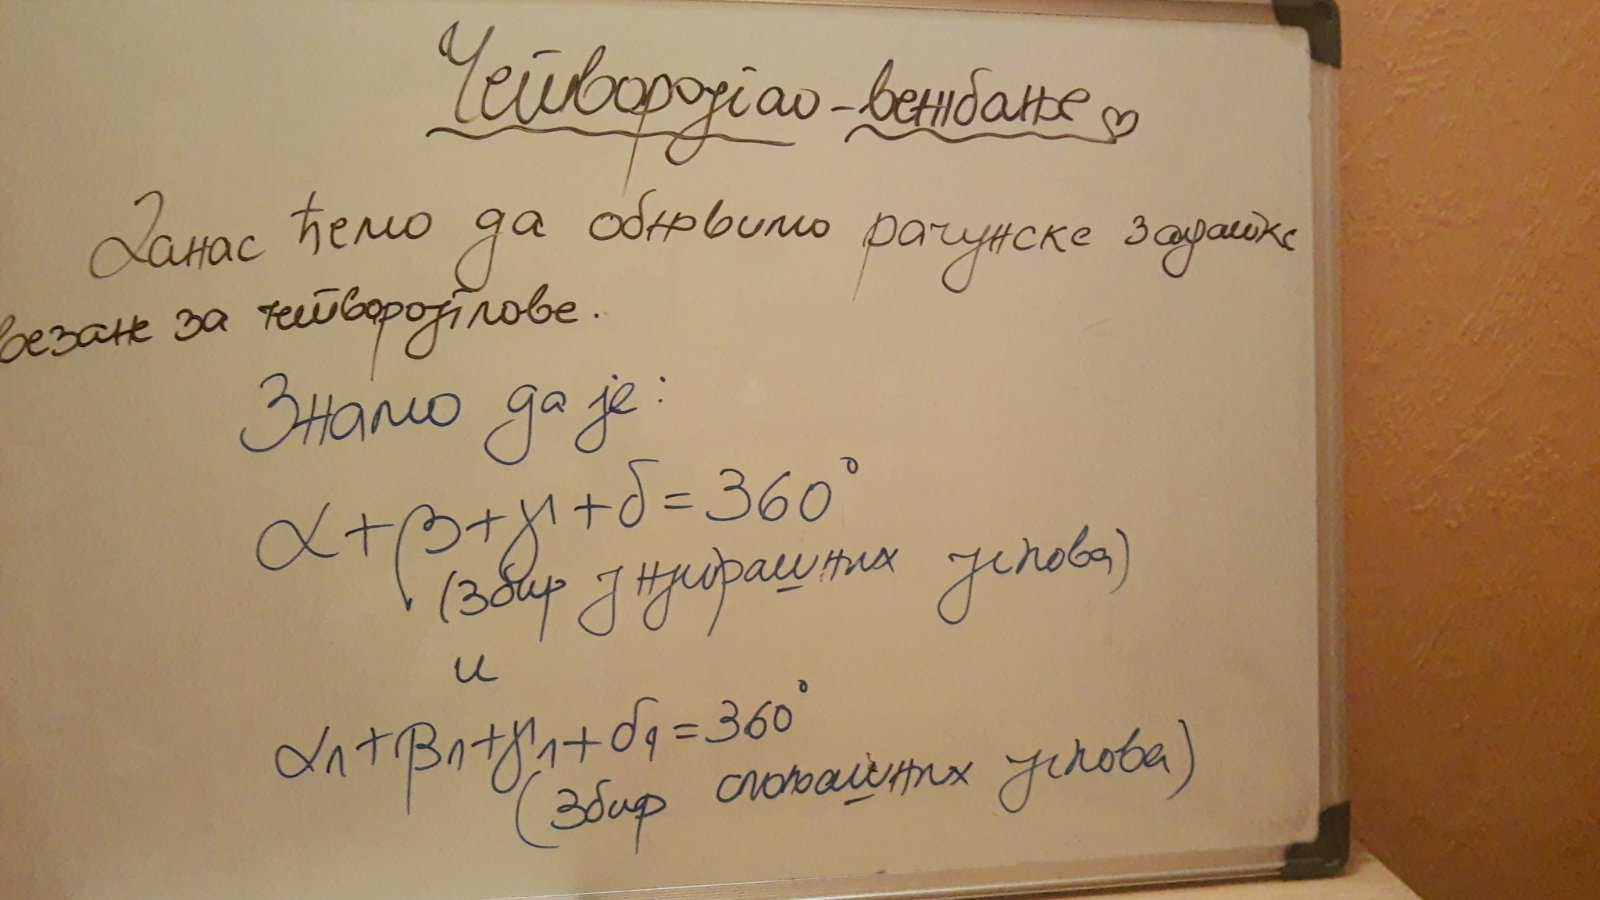 Четвороугао - вежбање ♡
Данас ћемо да обновимо рачунске задатке
везане за четвороуглове.
Знамо да је:
α+β+γ+δ=360°
(Збир унутрашњих углова)
и
α₁+β₁+γ₁+δ₁=360°
(Збир спољашњих углова)